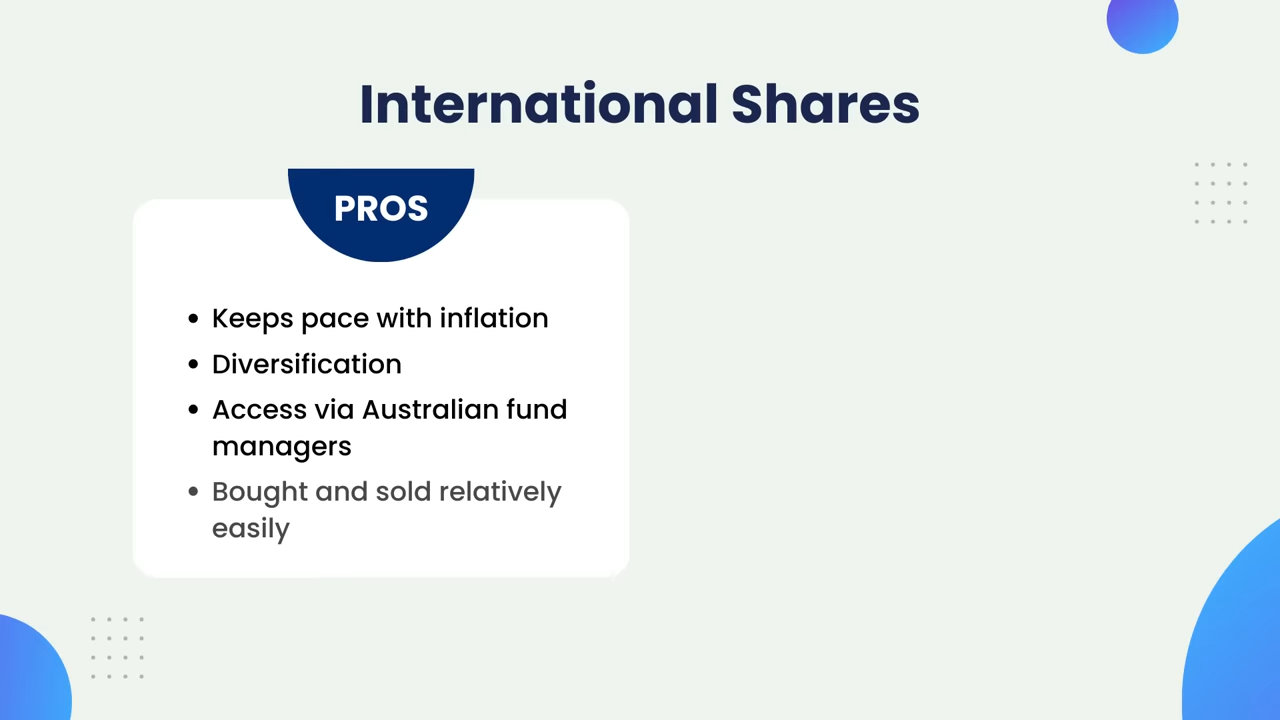 International Shares
PROS
• Keeps pace with inflation
• Diversification
• Access via Australian fund
managers
• Bought and sold relatively
easily